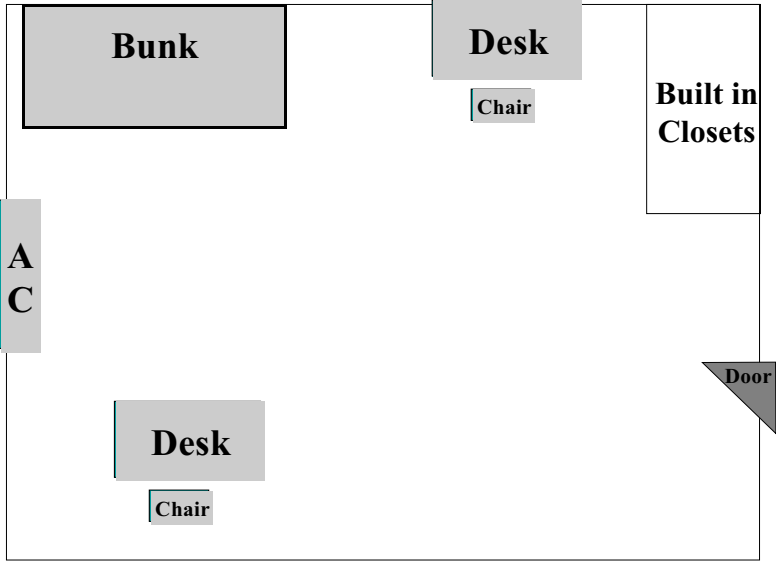 Bunk
Desk
Chair
Built in
Closets
A
C
Door
Desk
Chair